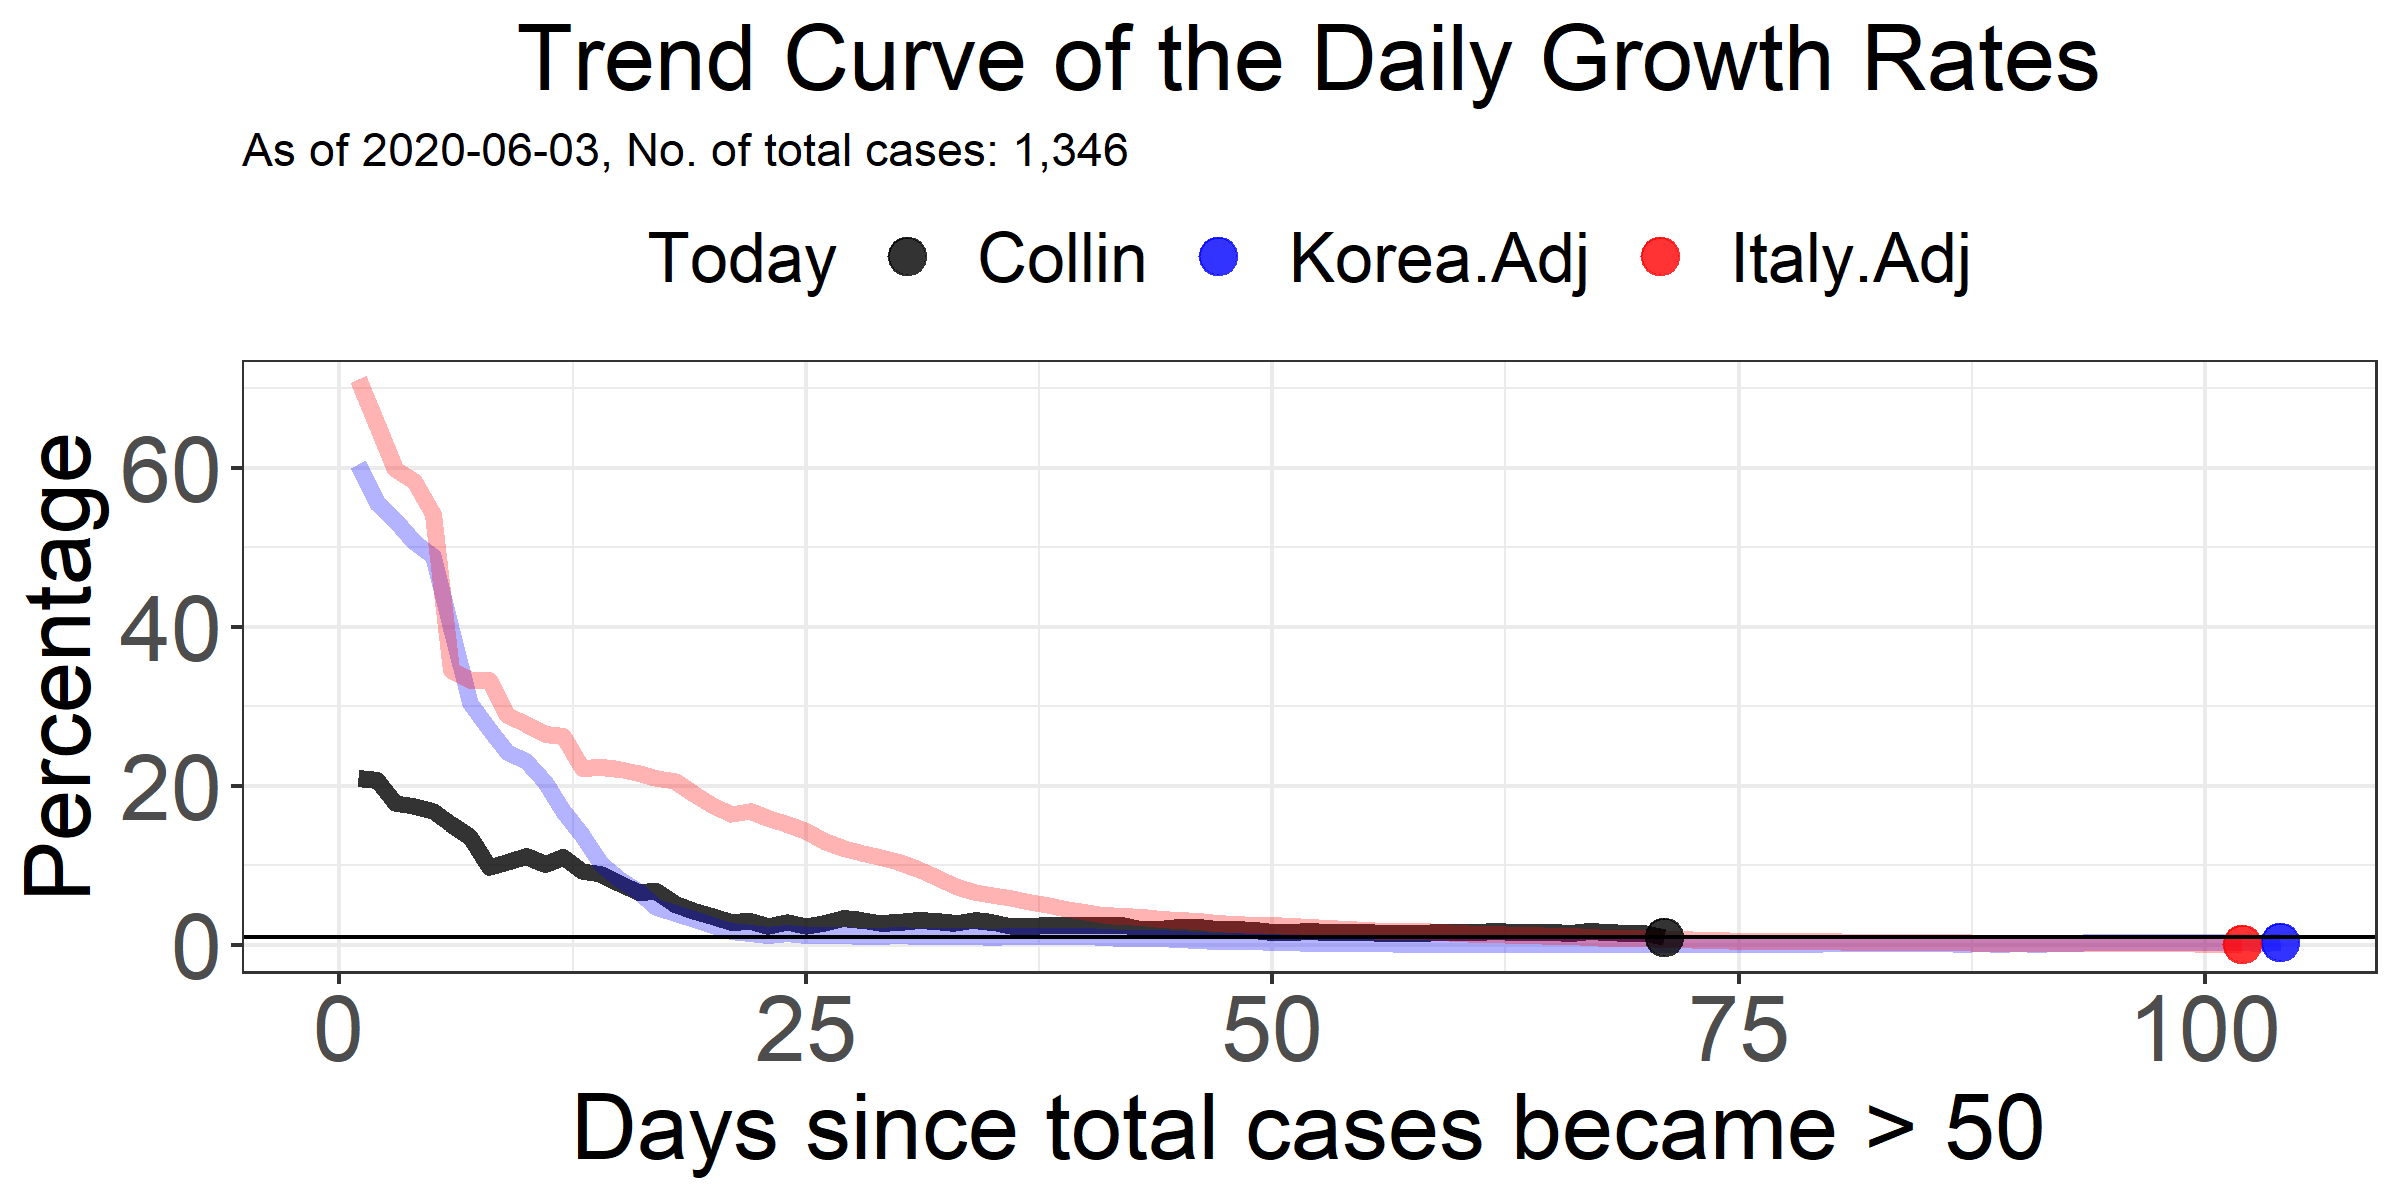 Trend Curve of the Daily Growth Rates
As of 2020-06-03, No. of total cases: 1,346
Today Collin Korea.Adj Italy.Adj
Percentage
60
40
20
0
0 25 50 75 100
Days since total cases became > 50